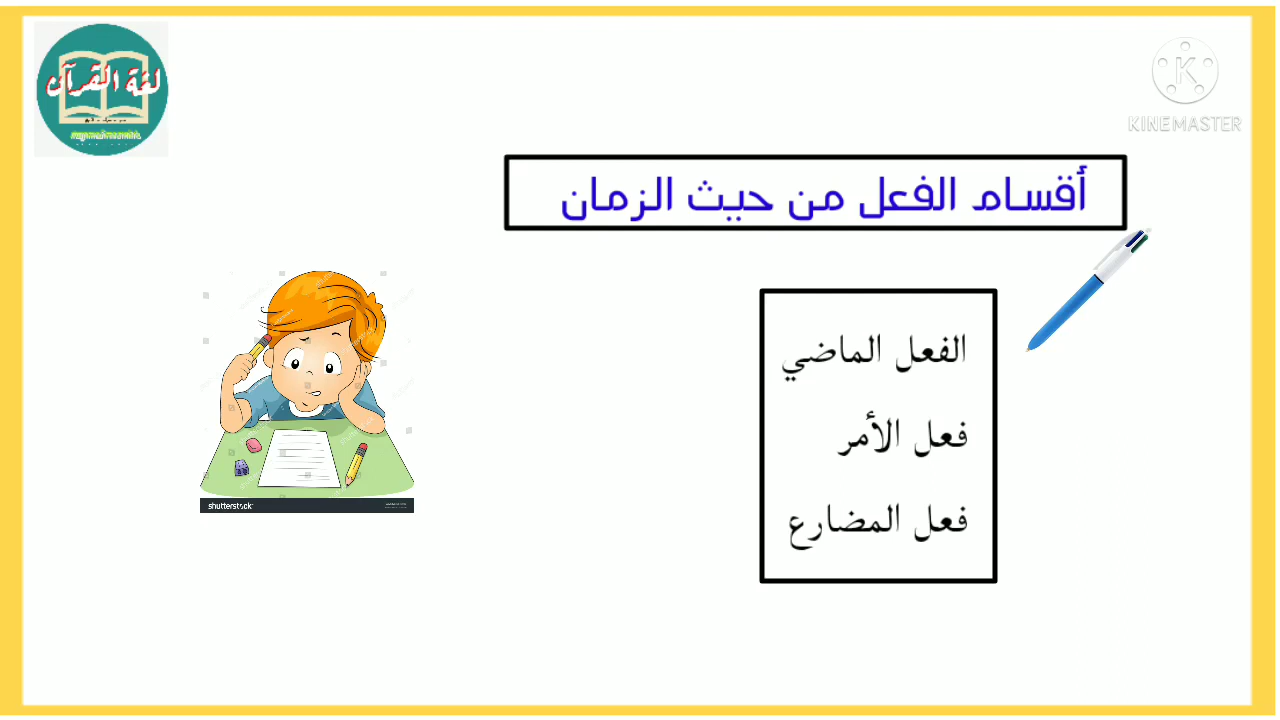 لغة القرآن
KINEMASTER
أقسام الفعل من حيث الزمان
الفعل الماضي
فعل الأمر
فعل المضارع
shutterstock